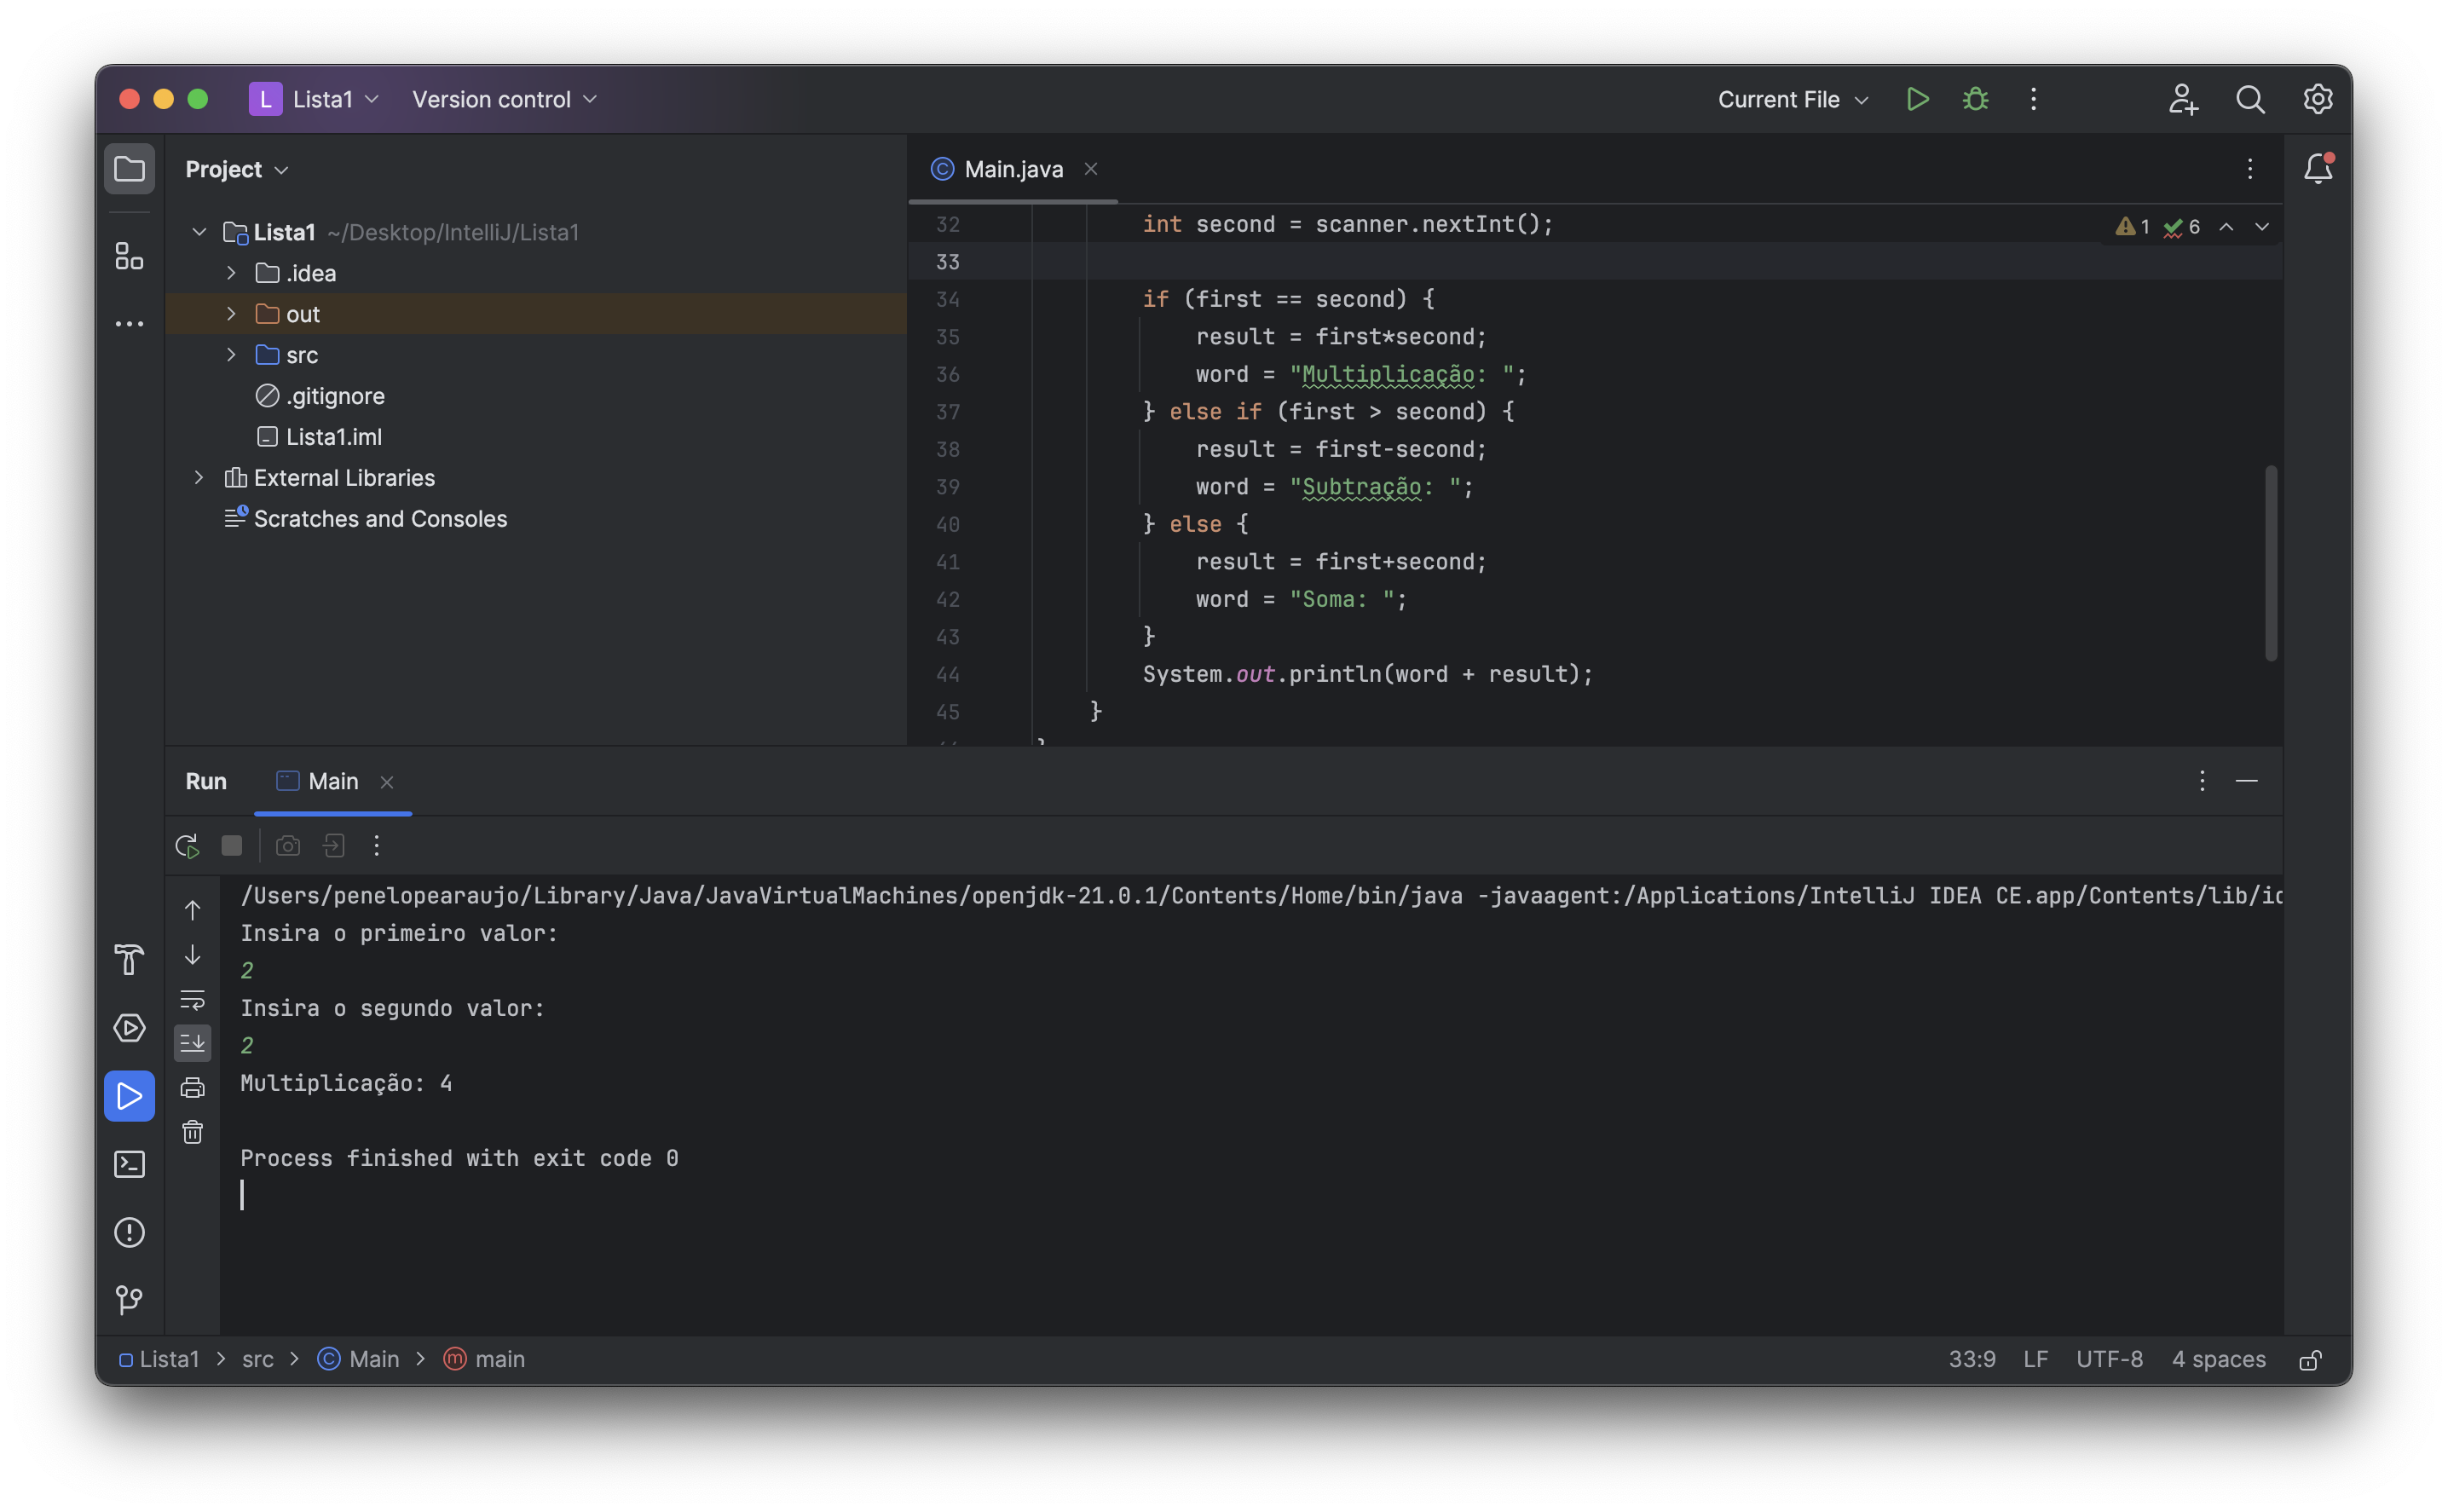 L Lista1 Version control Current File
Project
Main.java
Lista1 ~/Desktop/IntelliJ/Lista1
.idea
out
src
.gitignore
Lista1.iml
External Libraries
Scratches and Consoles
1 6
32 int second = scanner.nextInt();
33
34 if (first == second) {
35 result = first*second;
36 word = "Multiplicação: ";
37 } else if (first > second) {
38 result = first-second;
39 word = "Subtração: ";
40 } else {
41 result = first+second;
42 word = "Soma: ";
43 }
44 System.out.println(word + result);
45 }
Run Main
/Users/penelopearaujo/Library/Java/JavaVirtualMachines/openjdk-21.0.1/Contents/Home/bin/java -javaagent:/Applications/IntelliJ IDEA CE.app/Contents/lib/
Insira o primeiro valor:
2
Insira o segundo valor:
2
Multiplicação: 4
Process finished with exit code 0
Lista1 > src > C Main > m main 33:9 LF UTF-8 4 spaces